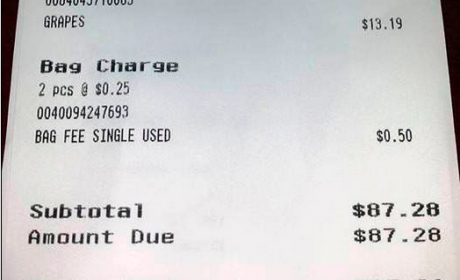 GRAPES $13.19
Bag Charge
2 pcs @ $0.25
0040094247693
BAG FEE SINGLE USED $0.50
Subtotal $87.28
Amount Due $87.28